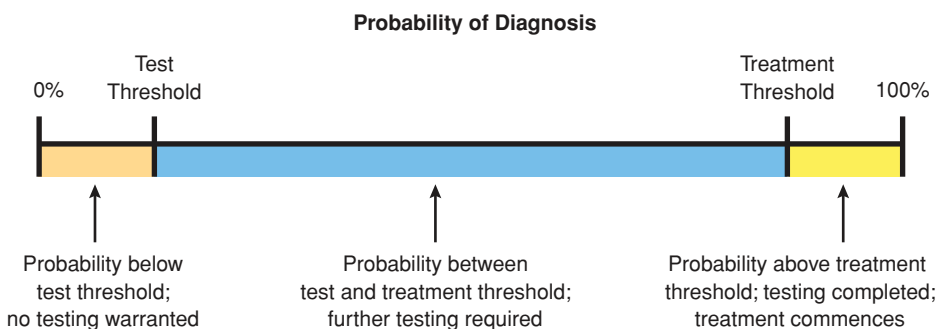 Probability of Diagnosis
0%
Test
Threshold
Treatment
Threshold
100%
Probability below
test threshold;
no testing warranted
Probability between
test and treatment threshold;
further testing required
Probability above treatment
threshold; testing completed;
treatment commences